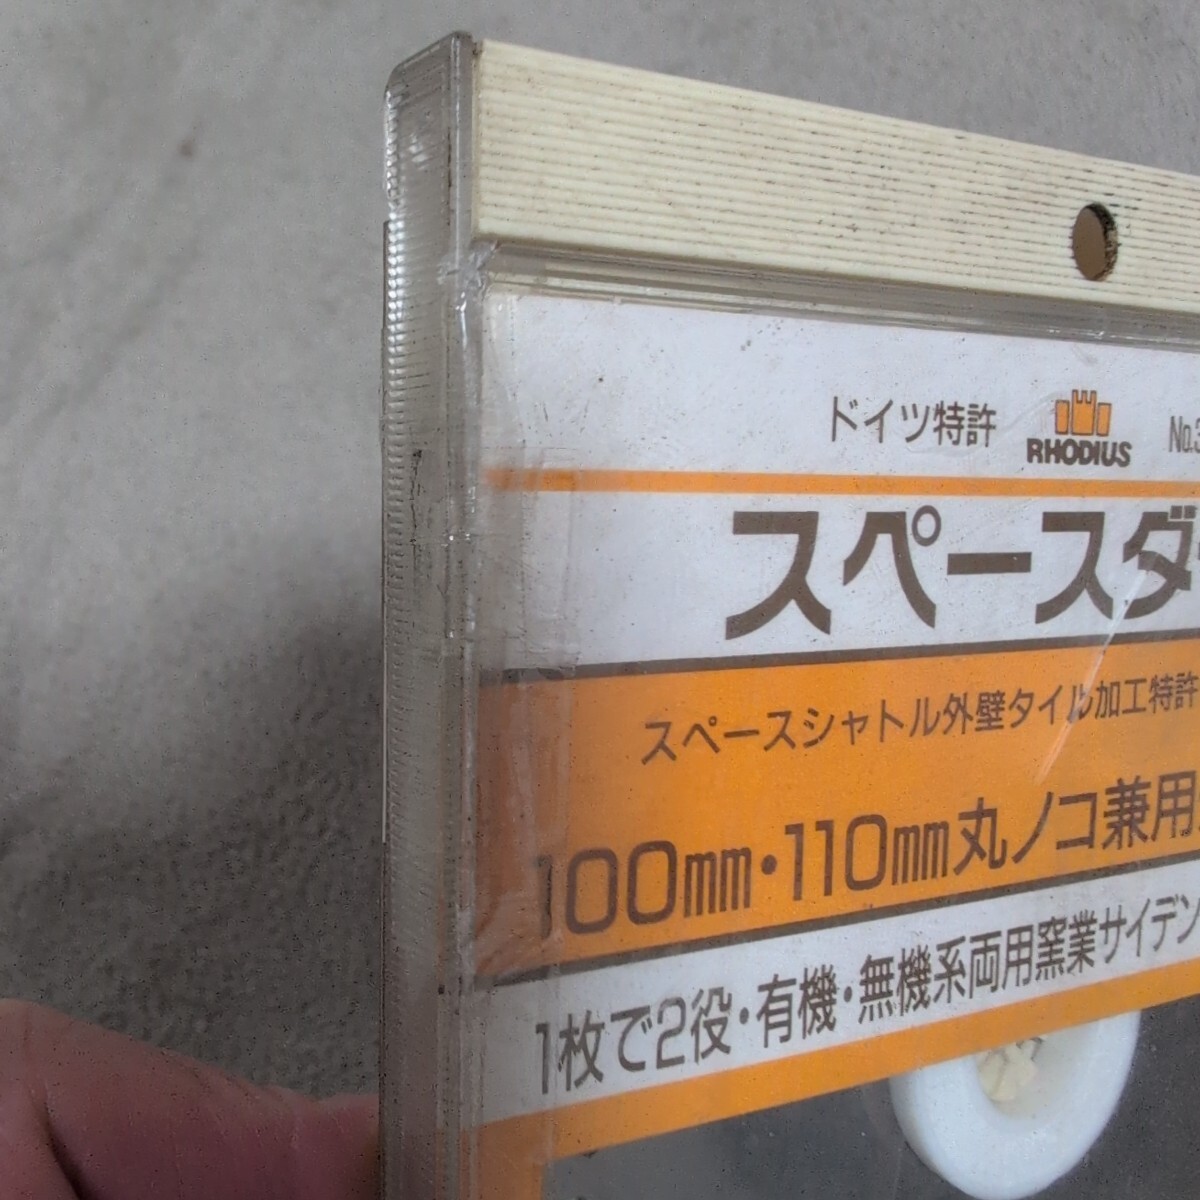 ドイツ特許 RHODIUS No.3
スペースダ
スペースシャトル外壁タイル加工特許
100mm・110mm丸ノコ兼用
1枚で2役・有機・無機系両用窯業サイデン